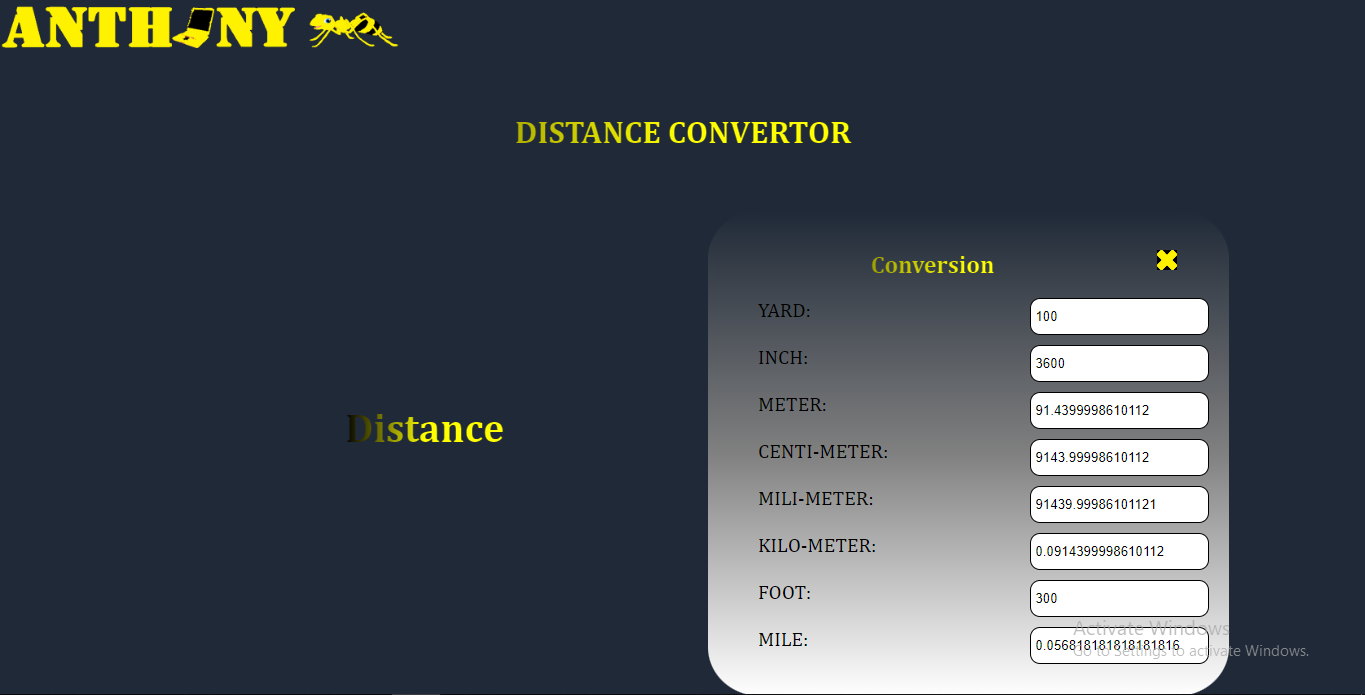 ANTHONY
DISTANCE CONVERTOR
Conversion
YARD: 100
INCH: 3600
METER: 91.4399998610112
CENTI-METER: 9143.99998610112
MILI-METER: 91439.99986101121
KILO-METER: 0.0914399998610112
FOOT: 300
MILE: 0.056818181818181816
Distance
Activate Windows
Go to Settings to activate Windows.